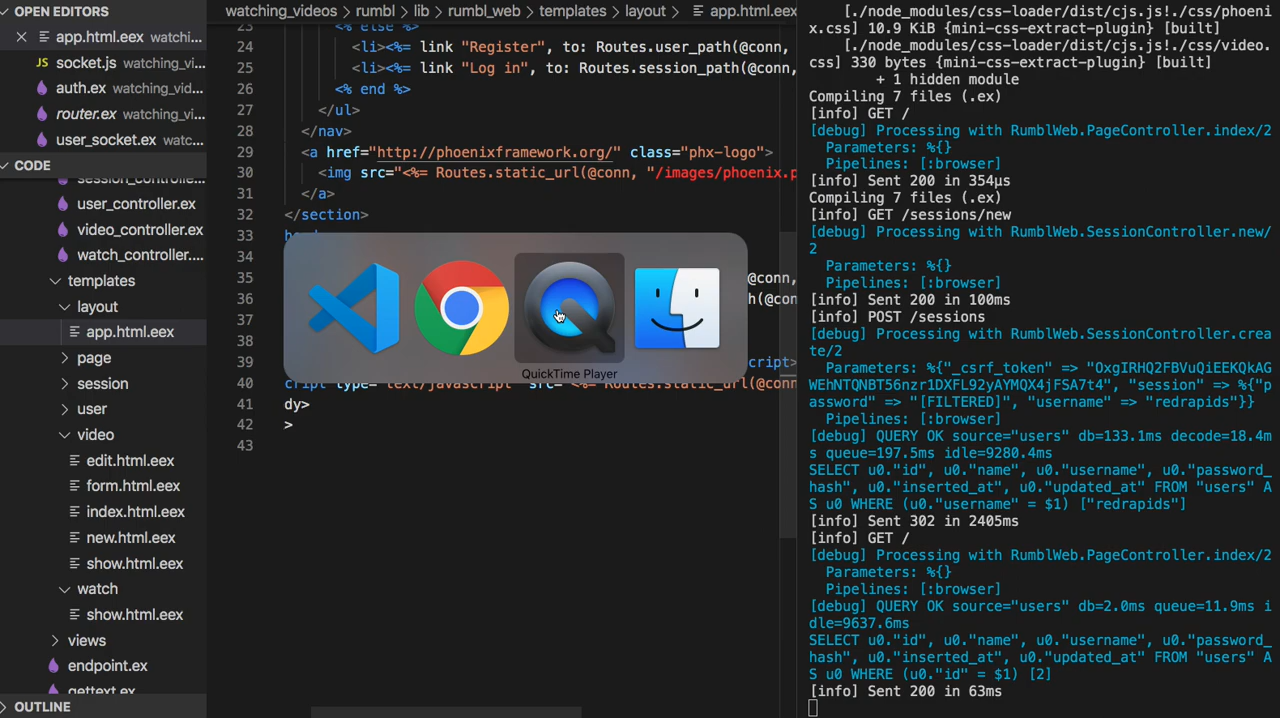 OPEN EDITORS
app.html.eex watchi...
JS socket.js watching_vi...
auth.ex watching_vid...
router.ex watching_vi...
user_socket.ex watc...
CODE
session_controller...
user_controller.ex
video_controller.ex
watch_controller....
templates
layout
app.html.eex
page
session
user
video
edit.html.eex
form.html.eex
index.html.eex
new.html.eex
show.html.eex
watch
show.html.eex
views
endpoint.ex
gettext.ex
OUTLINE
watching_videos > rumbl > lib > rumbl_web > templates > layout > app.html.eex
23 <% else %>
24 <li><%= link "Register", to: Routes.user_path(@conn,
25 <li><%= link "Log in", to: Routes.session_path(@conn,
26 <% end %>
27 </ul>
28 </nav>
29 <a href="http://phoenixframework.org/" class="phx-logo">
30 <img src="<%= Routes.static_url(@conn, "/images/phoenix.p
31 </a>
32 </section>
33
34
35 @conn,
36 h(@con
37
38
39 cript>
40 cript type="text/javascript" src="<%= Routes.static_url(@conn
41 dy>
42 >
43
QuickTime Player
[./node_modules/css-loader/dist/cjs.js!./css/phoeni
x.css] 10.9 KiB {mini-css-extract-plugin} [built]
[./node_modules/css-loader/dist/cjs.js!./css/video.
css] 330 bytes {mini-css-extract-plugin} [built]
+ 1 hidden module
Compiling 7 files (.ex)
[info] GET /
[debug] Processing with RumblWeb.PageController.index/2
Parameters: %{}
Pipelines: [:browser]
[info] Sent 200 in 354µs
Compiling 7 files (.ex)
[info] GET /sessions/new
[debug] Processing with RumblWeb.SessionController.new/
2
Parameters: %{}
Pipelines: [:browser]
[info] Sent 200 in 100ms
[info] POST /sessions
[debug] Processing with RumblWeb.SessionController.crea
te/2
Parameters: %{"_csrf_token" => "OxgIRHQ2FBVuQiEEKQkAG
WEhNTQNBT56nzr1DXFL92yAYMQX4jFSA7t4", "session" => %{"p
assword" => "[FILTERED]", "username" => "redrapids"}}
Pipelines: [:browser]
[debug] QUERY OK source="users" db=133.1ms decode=18.4m
s queue=197.5ms idle=9280.4ms
SELECT u0."id", u0."name", u0."username", u0."password_
hash", u0."inserted_at", u0."updated_at" FROM "users" A
S u0 WHERE (u0."username" = $1) ["redrapids"]
[info] Sent 302 in 2405ms
[info] GET /
[debug] Processing with RumblWeb.PageController.index/2
Parameters: %{}
Pipelines: [:browser]
[debug] QUERY OK source="users" db=2.0ms queue=11.9ms i
dle=9637.6ms
SELECT u0."id", u0."name", u0."username", u0."password_
hash", u0."inserted_at", u0."updated_at" FROM "users" A
S u0 WHERE (u0."id" = $1) [2]
[info] Sent 200 in 63ms